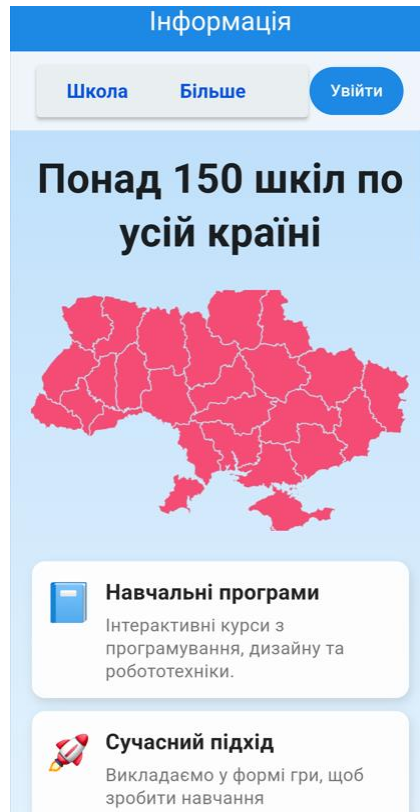 Інформація
Школа Більше Увійти
Понад 150 шкіл по
усій країні
Навчальні програми
Інтерактивні курси з
програмування, дизайну та
робототехніки.
Сучасний підхід
Викладаємо у формі гри, щоб
зробити навчання